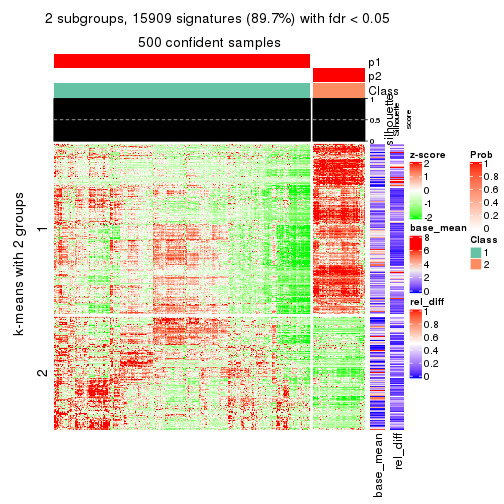 2 subgroups, 15909 signatures (89.7%) with fdr < 0.05
500 confident samples
p1
p2
Class
1
0.5
0
silhouette
Silhouette
score
k-means with 2 groups
1
2
z-score
2
1
0
-1
-2
base_mean
8
6
4
2
0
rel_diff
1
0.8
0.6
0.4
0.2
0
Prob
1
0.8
0.6
0.4
0.2
0
Class
1
2
base_mean
rel_diff